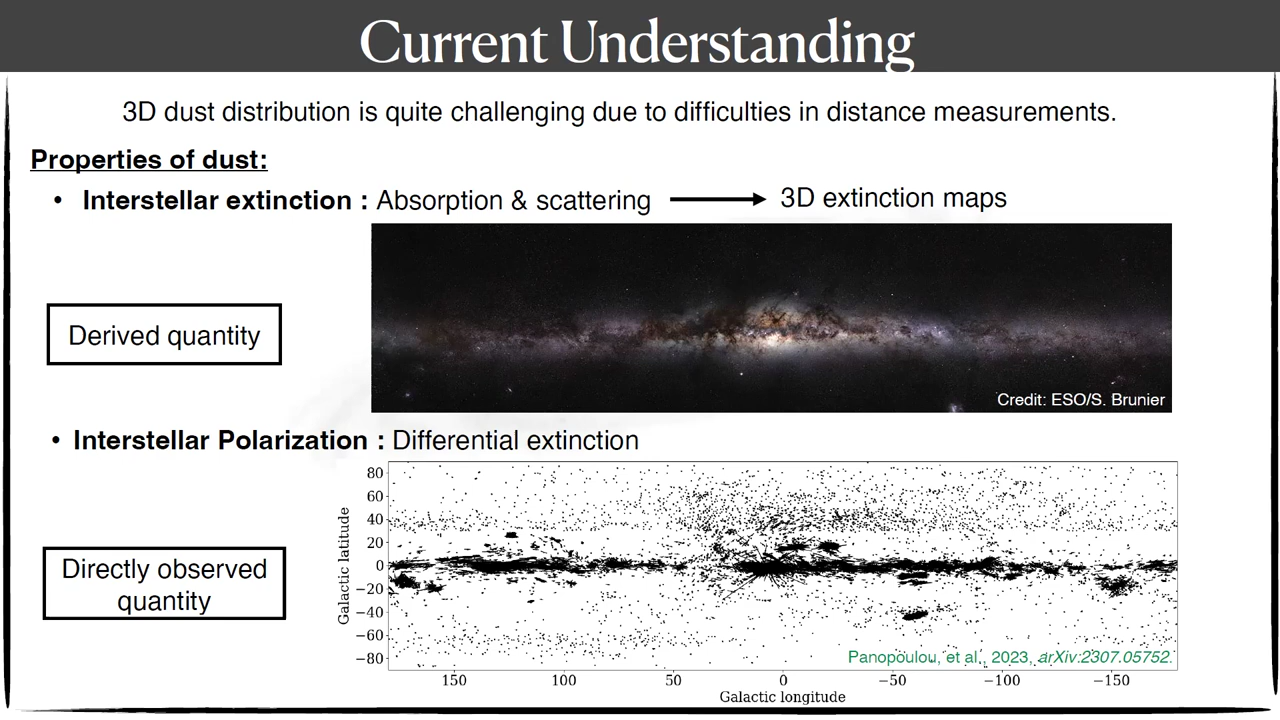 Current Understanding
3D dust distribution is quite challenging due to difficulties in distance measurements.
Properties of dust:
• Interstellar extinction : Absorption & scattering
3D extinction maps
Derived quantity
Credit: ESO/S. Brunier
• Interstellar Polarization : Differential extinction
Directly observed
quantity
Galactic latitude
80
60
40
20
0
−20
−40
−60
−80
Panopoulou, et al., 2023, arXiv:2307.05752.
150
100
50
0
−50
−100
−150
Galactic longitude